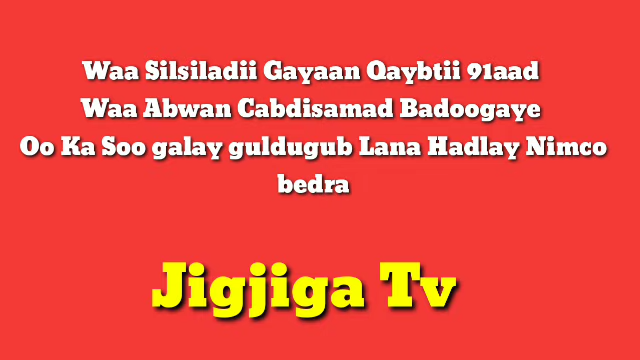 Waa Silsiladii Gayaan Qaybtii 91aad
Waa Abwan Cabdisamad Badoogaye
Oo Ka Soo galay guldugub Lana Hadlay Nimco
bedra
Jigjiga Tv